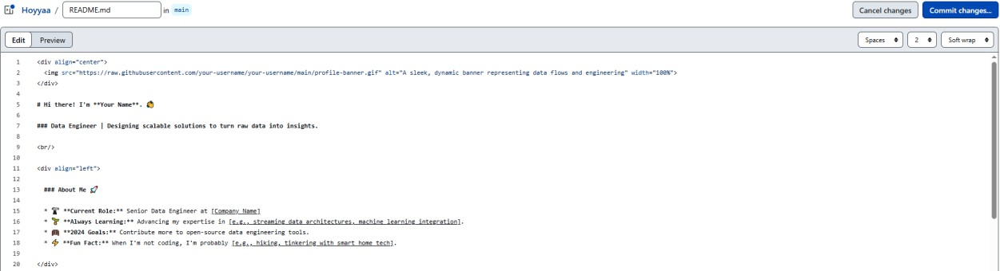 Hoyyaa / README.md in main Cancel changes Commit changes...
Edit Preview Spaces 2 Soft wrap
1 <div align="center">
2 <img src="https://raw.githubusercontent.com/your-username/your-username/main/profile-banner.gif" alt="A sleek, dynamic banner representing data flows and engineering" width="100%">
3 </div>
4
5 # Hi there! I'm **Your Name**. 👋
6
7 ### Data Engineer | Designing scalable solutions to turn raw data into insights.
8
9 <br/>
10
11 <div align="left">
12
13 ### About Me 🚀
14
15 * **Current Role:** Senior Data Engineer at [Company Name]
16 * **Always Learning:** Advancing my expertise in [e.g., streaming data architectures, machine learning integration].
17 * **2024 Goals:** Contribute more to open-source data engineering tools.
18 * ⚡ **Fun Fact:** When I'm not coding, I'm probably [e.g., hiking, tinkering with smart home tech].
19
20 </div>